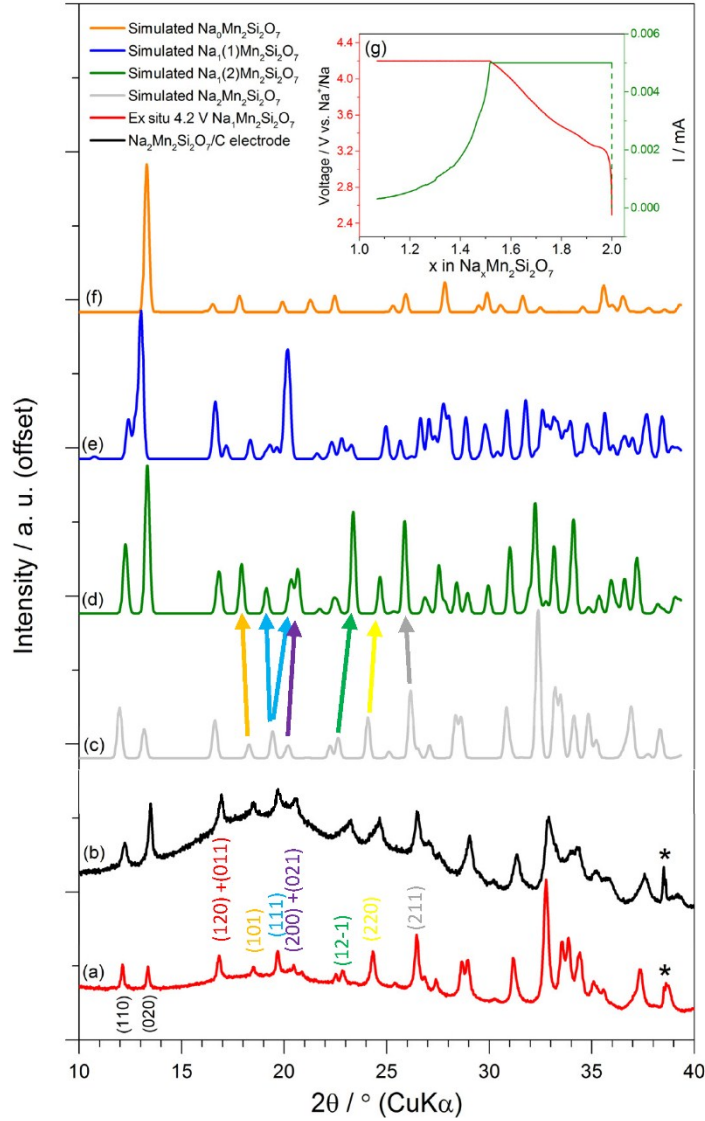 Simulated Na₀Mn₂Si₂O₇
Simulated Na₁(1)Mn₂Si₂O₇
Simulated Na₁(2)Mn₂Si₂O₇
Simulated Na₂Mn₂Si₂O₇
Ex situ 4.2 V Na₁Mn₂Si₂O₇
Na₂Mn₂Si₂O₇/C electrode
(g)
Voltage / V vs. Na⁺/Na
4.2
3.6
3.2
2.4
I / mA
0.006
0.004
0.002
0.000
1.0 1.2 1.4 1.6 1.8 2.0
x in NaₓMn₂Si₂O₇
Intensity / a. u. (offset)
(f)
(e)
(d)
(c)
(b)
*
(a)
*
(110)
(020)
(120) +(011)
(101)
(111)
(200) +(021)
(12-1)
(220)
(211)
10 15 20 25 30 35 40
2θ / ° (CuKα)